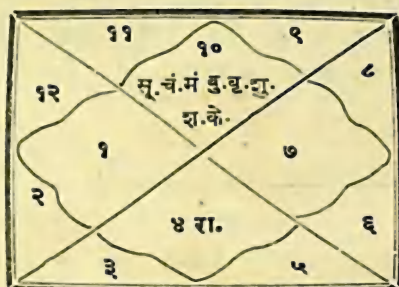 ११ १० ९
१२ सू.चं.मं बु.वृ.शु. ८
श.के.
१ ७
२ ४ रा. ६
३ ५